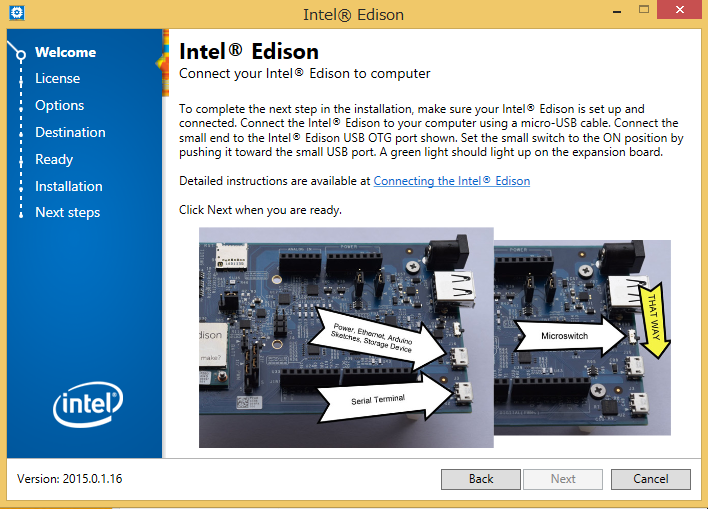 Intel® Edison
Welcome
License
Options
Destination
Ready
Installation
Next steps
intel
Version: 2015.0.1.16
Intel® Edison
Connect your Intel® Edison to computer
To complete the next step in the installation, make sure your Intel® Edison is set up and
connected. Connect the Intel® Edison to your computer using a micro-USB cable. Connect the
small end to the Intel® Edison USB OTG port shown. Set the small switch to the ON position by
pushing it toward the small USB port. A green light should light up on the expansion board.
Detailed instructions are available at Connecting the Intel® Edison
Click Next when you are ready.
ANALOG IN
POWER
POWER
dison
make?
Power, Ethernet, Arduino
Sketches, Storage Device
Serial Terminal
Microswitch
THAT WAY
Back
Next
Cancel